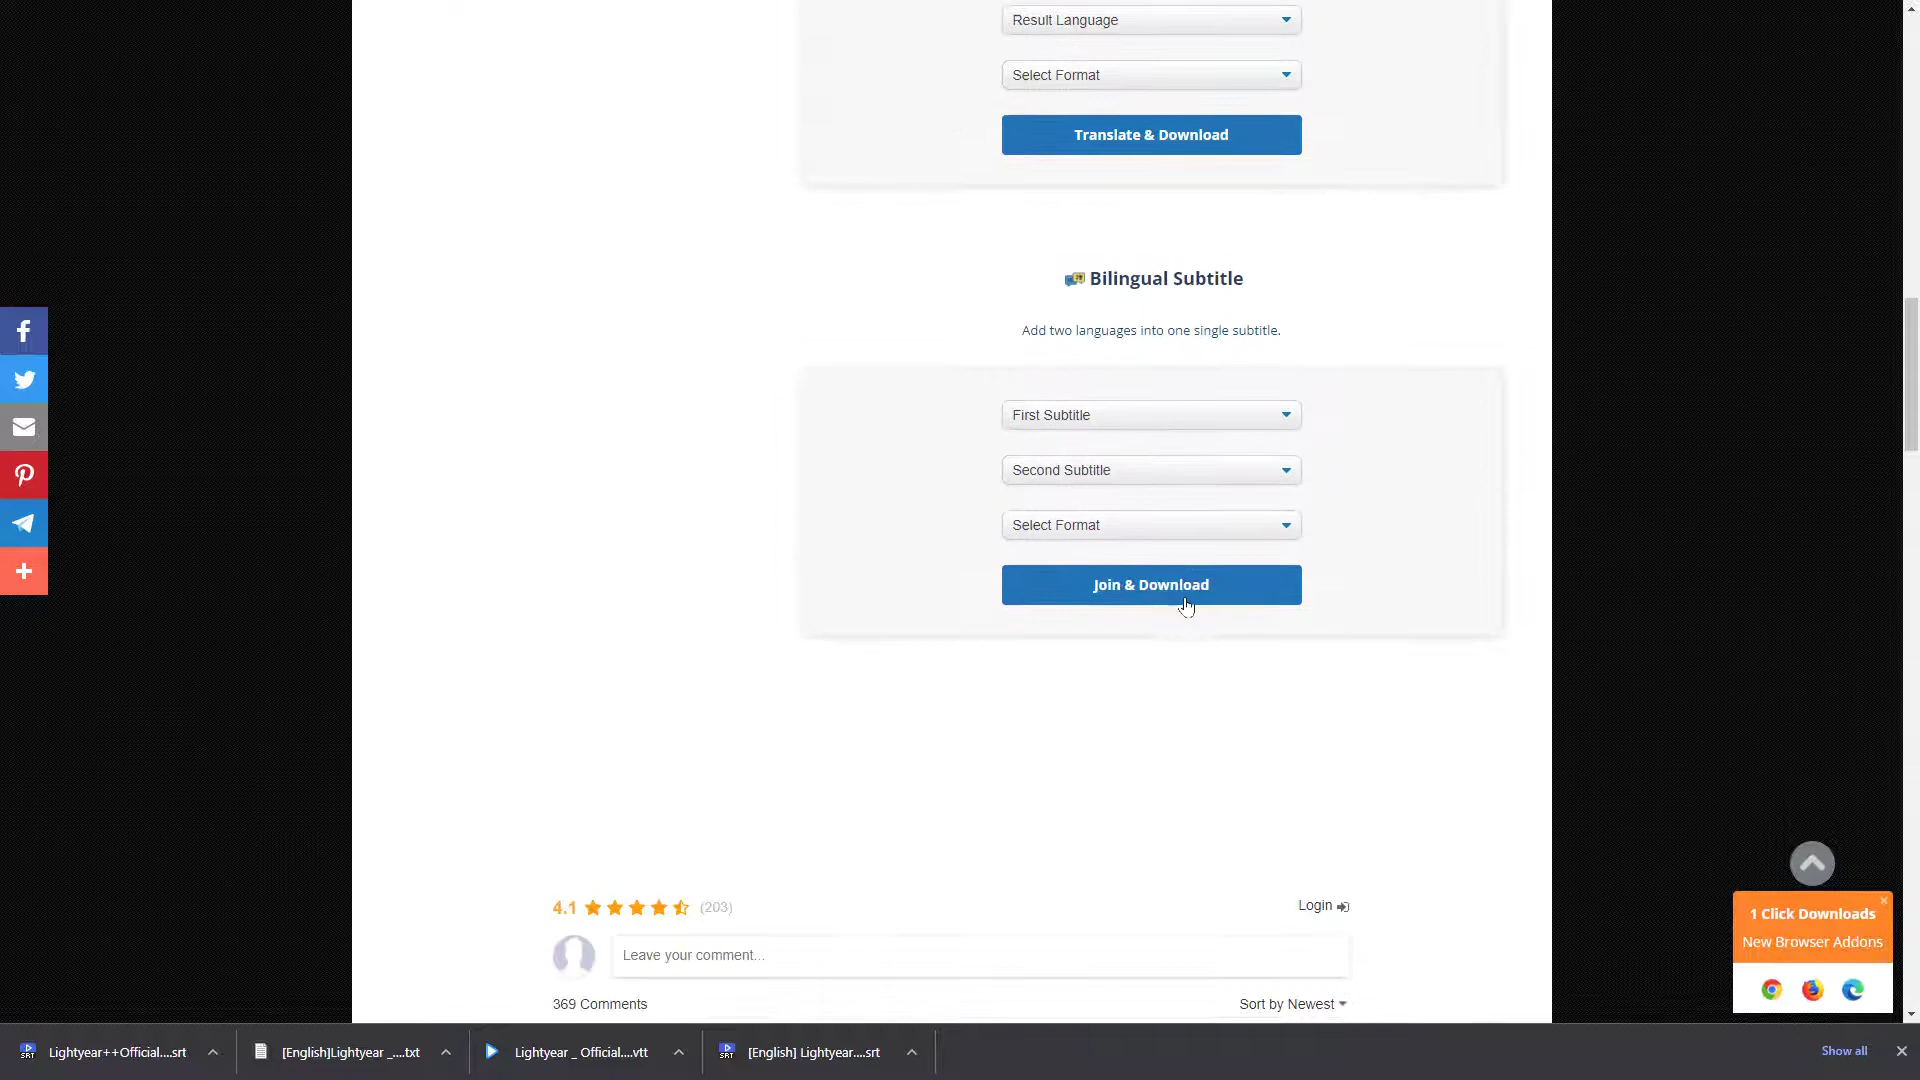 Result Language
Select Format
Translate & Download
Bilingual Subtitle
Add two languages into one single subtitle.
First Subtitle
Second Subtitle
Select Format
Join & Download
4.1 (203)
Login
Leave your comment...
369 Comments
Sort by Newest
1 Click Downloads
New Browser Addons
Lightyear++Official....srt
[English]Lightyear _....txt
Lightyear _ Official....vtt
[English] Lightyear....srt
Show all